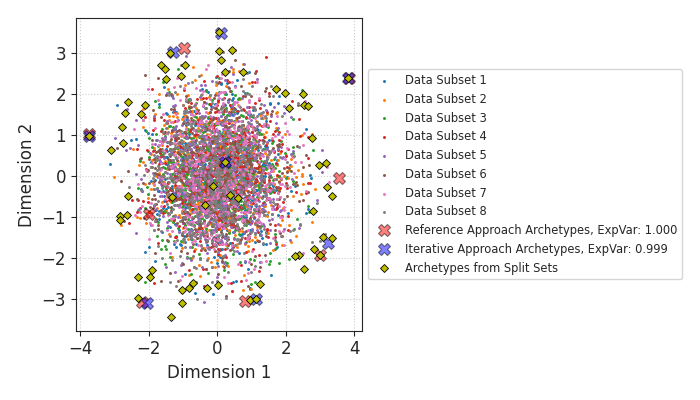 3
2
1
0
−1
−2
−3
−4
−2
0
2
4
Dimension 2
Dimension 1
Data Subset 1
Data Subset 2
Data Subset 3
Data Subset 4
Data Subset 5
Data Subset 6
Data Subset 7
Data Subset 8
Reference Approach Archetypes, ExpVar: 1.000
Iterative Approach Archetypes, ExpVar: 0.999
Archetypes from Split Sets